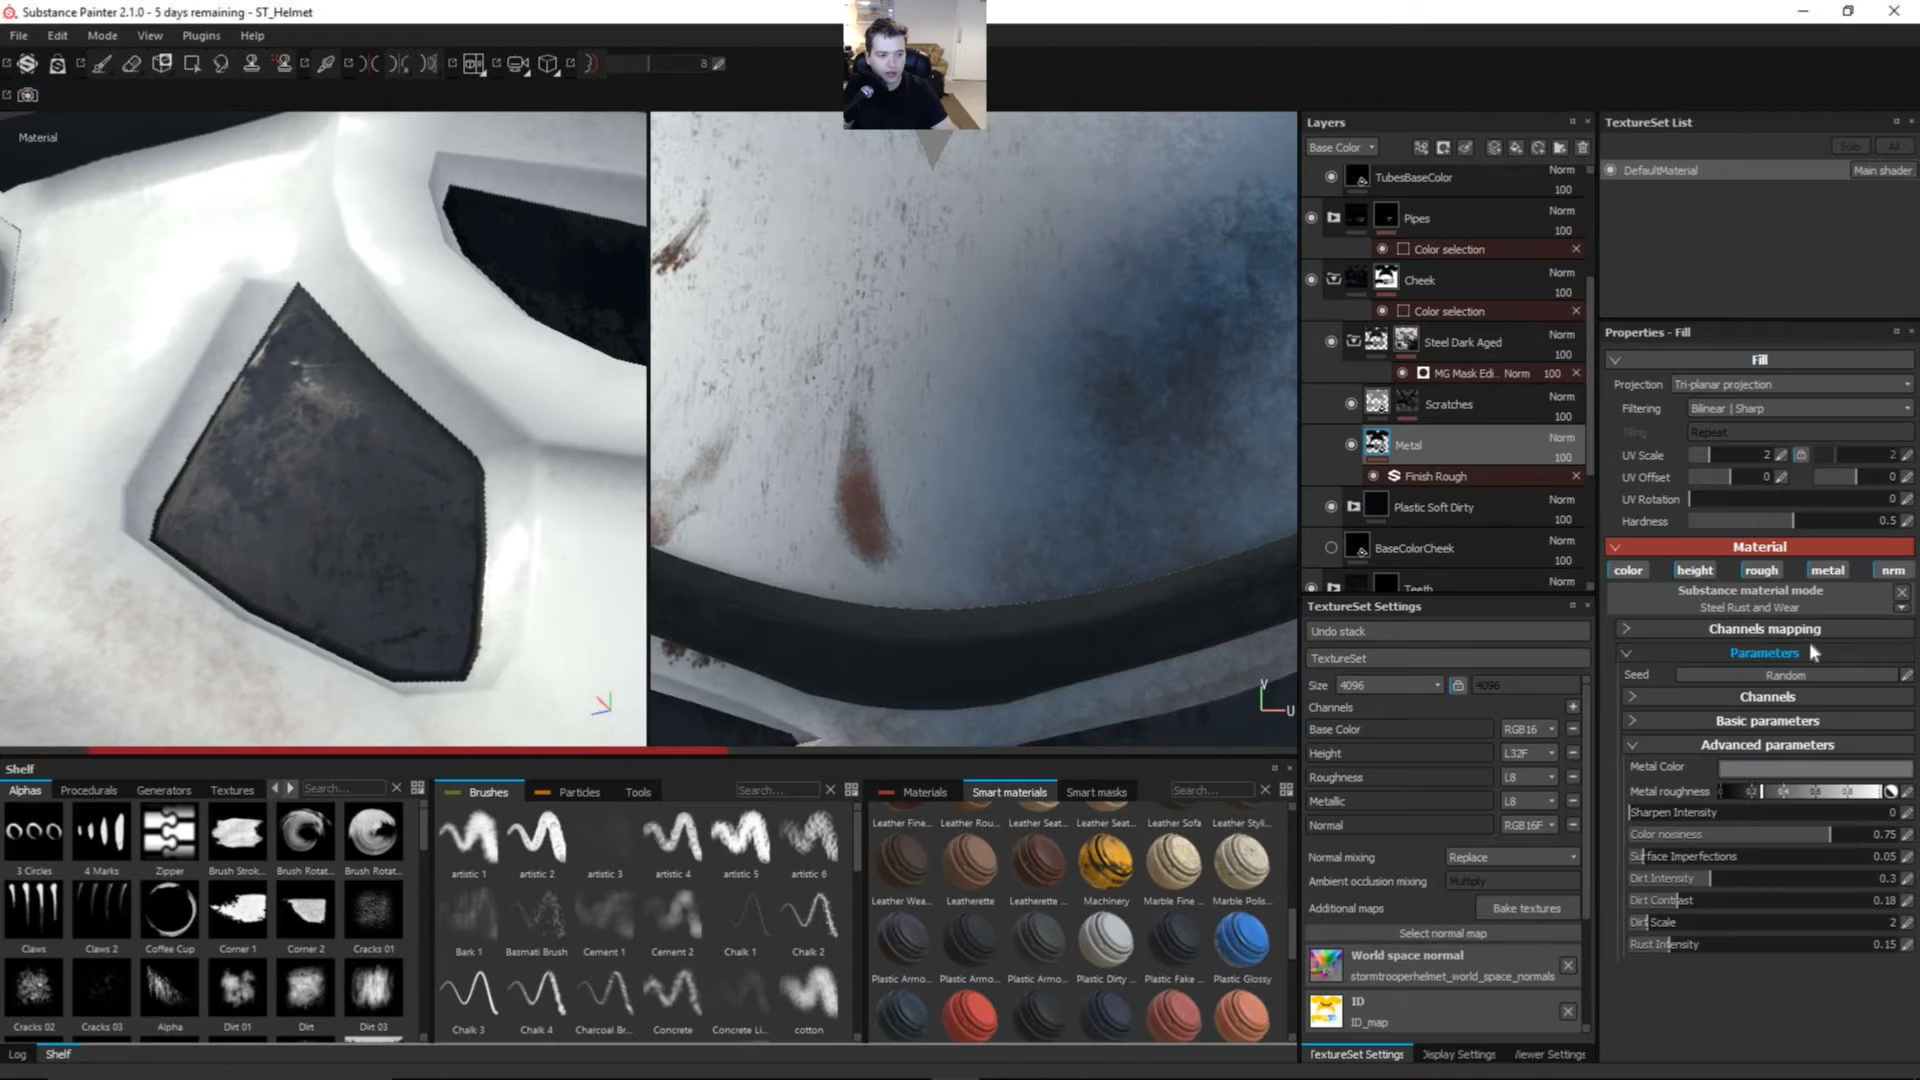 Substance Painter 2.1.0 - 5 days remaining - ST_Helmet
File Edit Mode View Plugins Help
8
Material
V
U
Layers
Base Color
TubesBaseColor Norm
100
Pipes Norm
100
Color selection
Cheek Norm
100
Color selection
Steel Dark Aged Norm
100
MG Mask Edi... Norm 100
Scratches Norm
100
Metal Norm
100
Finish Rough
Plastic Soft Dirty Norm
100
BaseColorCheek Norm
100
Teeth Norm
TextureSet Settings
Undo stack
TextureSet
Size 4096 4096
Channels
Base Color RGB16
Height L32F
Roughness L8
Metallic L8
Normal RGB16F
Normal mixing Replace
Ambient occlusion mixing Multiply
Additional maps Bake textures
Select normal map
World space normal
stormtrooperhelmet_world_space_normals
ID
ID_map
TextureSet Settings Display Settings Viewer Settings
TextureSet List
Solo All
DefaultMaterial Main shader
Properties - Fill
Fill
Projection Tri-planar projection
Filtering Bilinear | Sharp
Tiling Repeat
UV Scale 2 2
UV Offset 0 0
UV Rotation 0
Hardness 0.5
Material
color height rough metal nrm
Substance material mode
Steel Rust and Wear
Channels mapping
Parameters
Seed Random
Channels
Basic parameters
Advanced parameters
Metal Color
Metal roughness 0 0.2 0.4 0.6 0.8
Sharpen Intensity 0
Color noisiness 0.75
Surface Imperfections 0.05
Dirt Intensity 0.3
Dirt Contrast 0.18
Dirt Scale 2
Rust Intensity 0.15
Shelf
Alphas Procedurals Generators Textures Search...
3 Circles 4 Marks Zipper Brush Strok... Brush Rotat... Brush Rotat...
Claws Claws 2 Coffee Cup Corner 1 Corner 2 Cracks 01
Cracks 02 Cracks 03 Alpha Dirt 01 Dirt Dirt 03
Log Shelf
Brushes Particles Tools Search...
artistic 1 artistic 2 artistic 3 artistic 4 artistic 5 artistic 6
Bark 1 Basmati Brush Cement 1 Cement 2 Chalk 1 Chalk 2
Chalk 3 Chalk 4 Charcoal Br... Concrete Concrete Li... cotton
Materials Smart materials Smart masks Search...
Leather Fine... Leather Rou... Leather Seat... Leather Seat... Leather Sofa Leather Styli...
Leather Wea... Leatherette Leatherette ... Machinery Marble Fine ... Marble Polis...
Plastic Armo... Plastic Armo... Plastic Armo... Plastic Dirty ... Plastic Fake ... Plastic Glossy